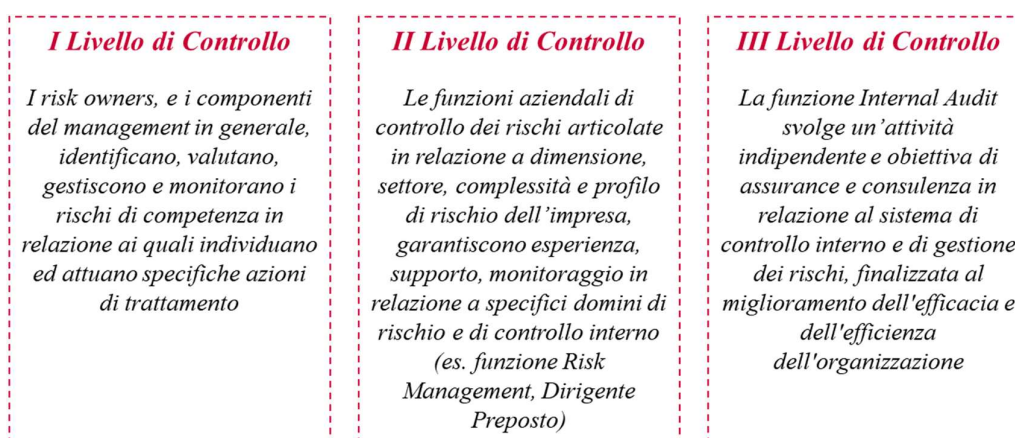 I Livello di Controllo
I risk owners, e i componenti
del management in generale,
identificano, valutano,
gestiscono e monitorano i
rischi di competenza in
relazione ai quali individuano
ed attuano specifiche azioni
di trattamento
II Livello di Controllo
Le funzioni aziendali di
controllo dei rischi articolate
in relazione a dimensione,
settore, complessità e profilo
di rischio dell’impresa,
garantiscono esperienza,
supporto, monitoraggio in
relazione a specifici domini di
rischio e di controllo interno
(es. funzione Risk
Management, Dirigente
Preposto)
III Livello di Controllo
La funzione Internal Audit
svolge un’attività
indipendente e obiettiva di
assurance e consulenza in
relazione al sistema di
controllo interno e di gestione
dei rischi, finalizzata al
miglioramento dell'efficacia e
dell'efficienza
dell'organizzazione